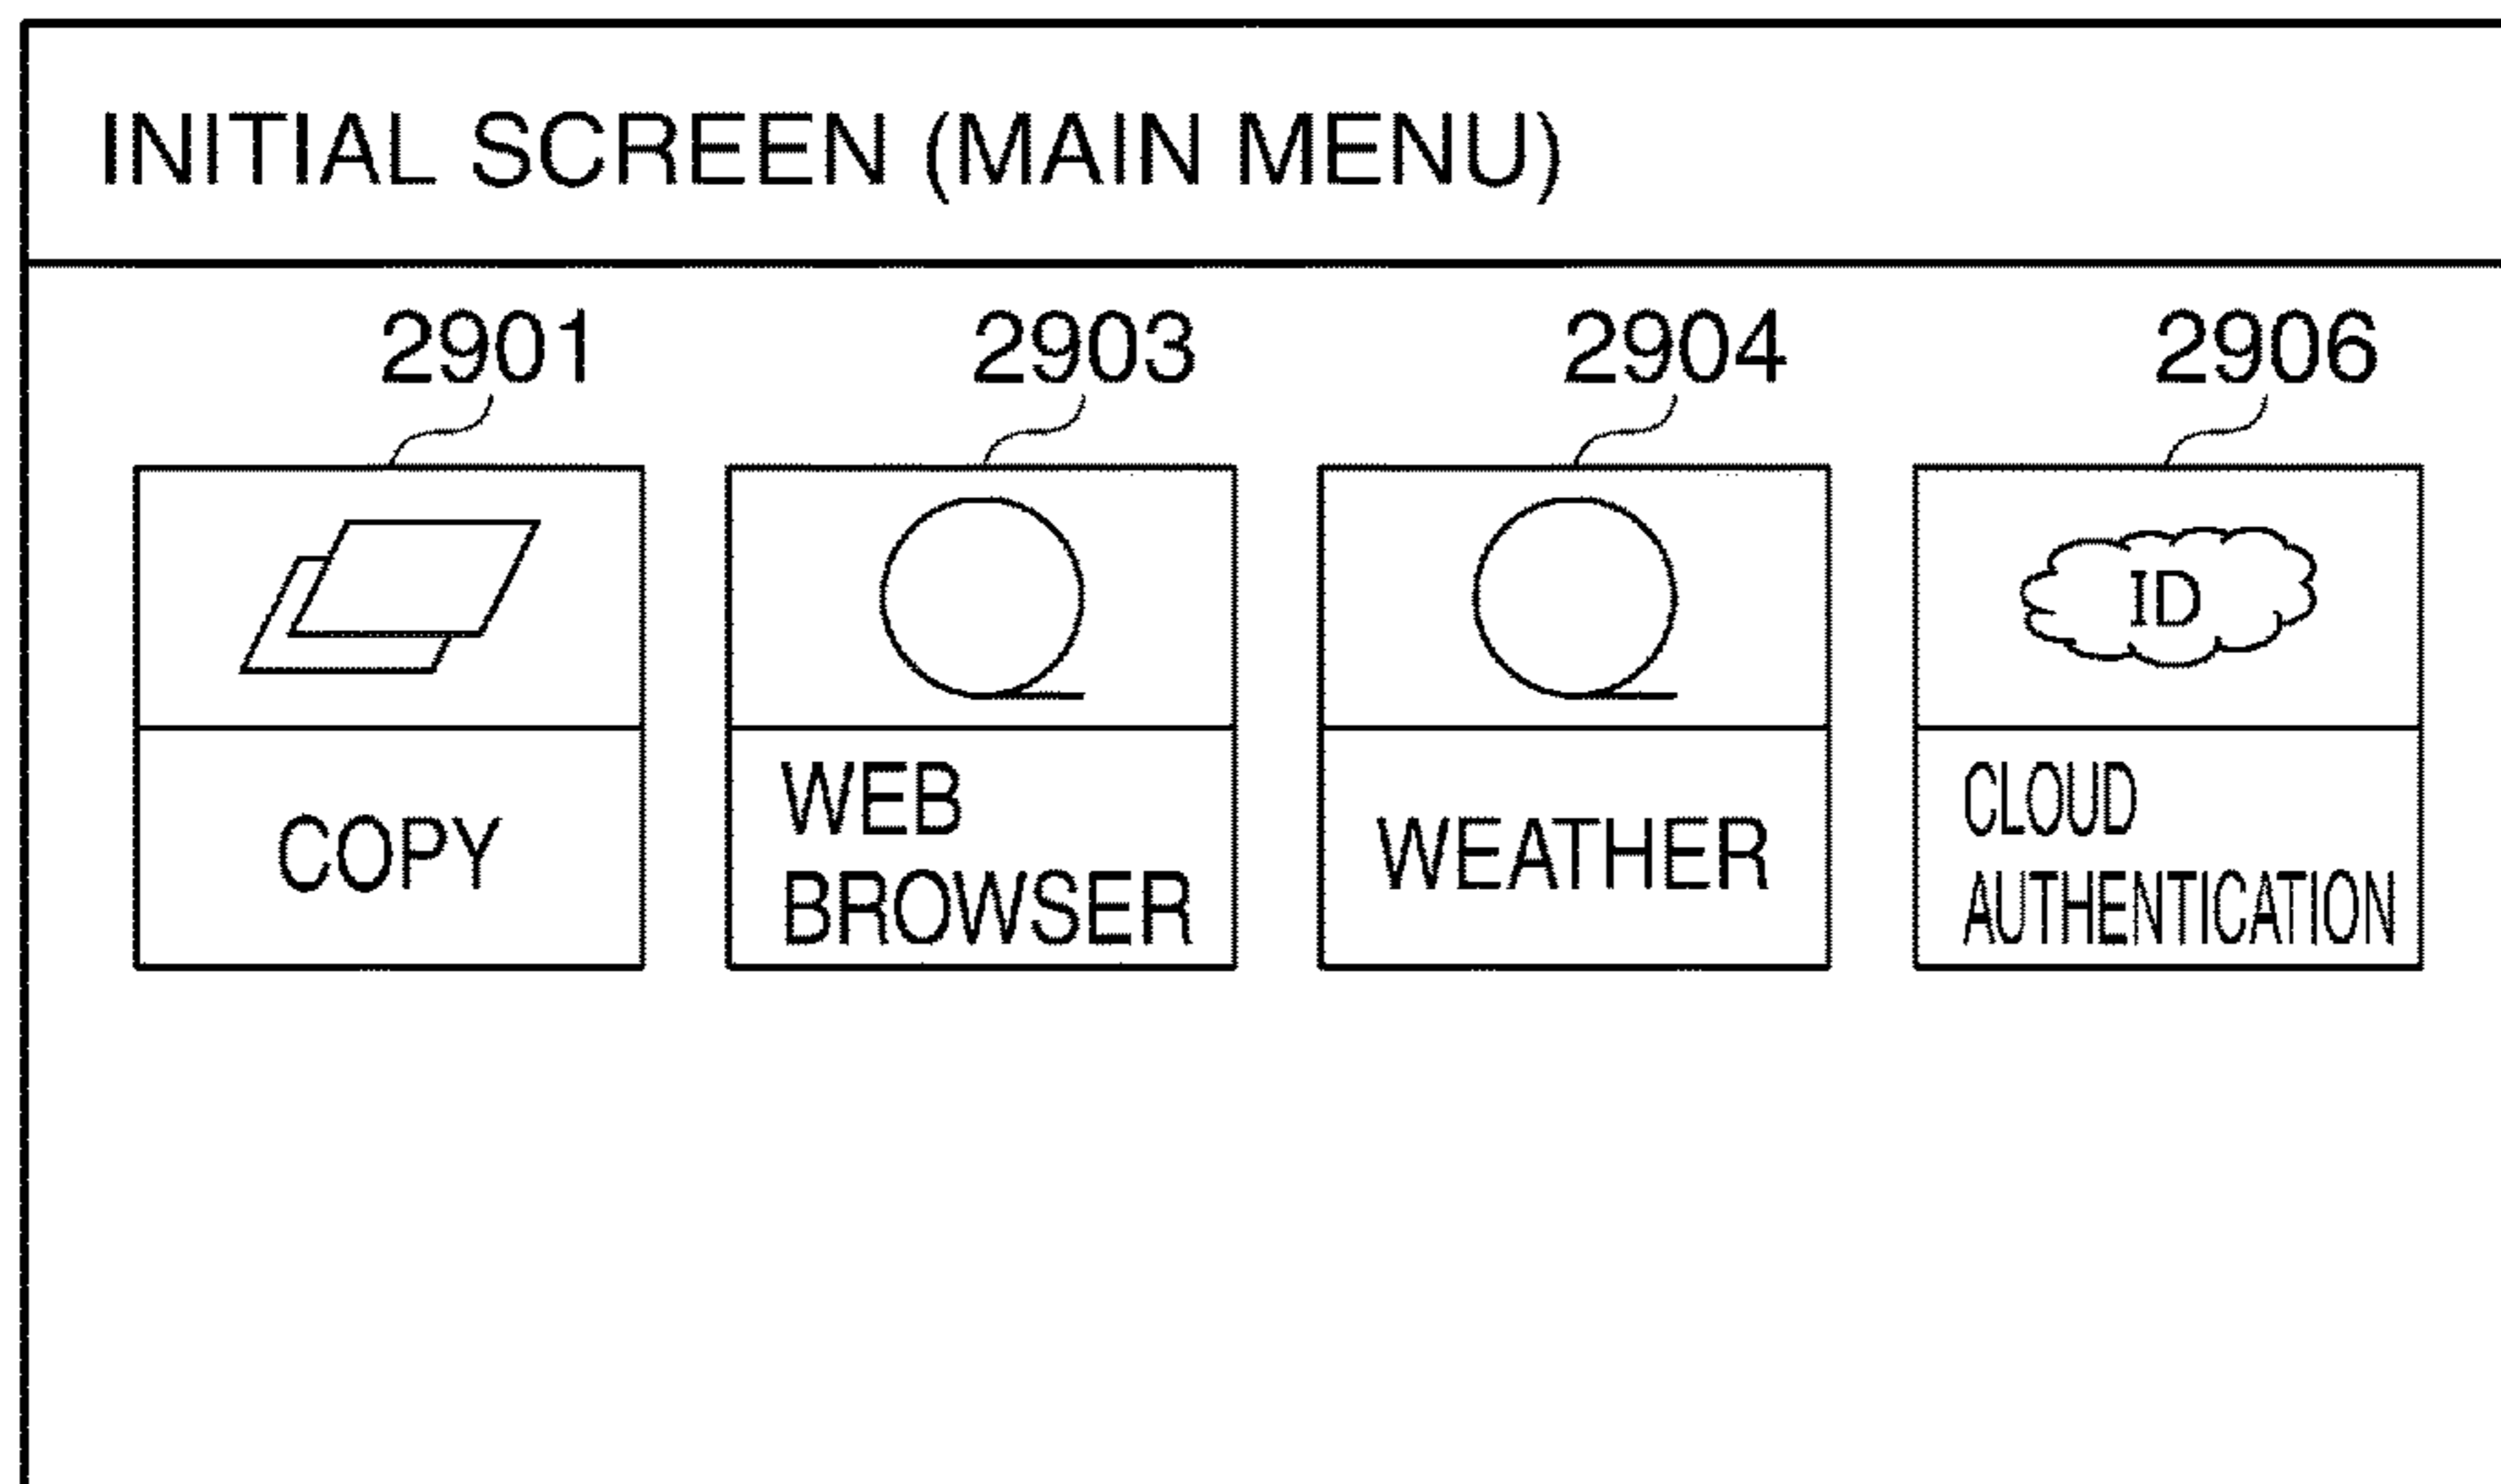 INITIAL SCREEN (MAIN MENU)
2901 2903 2904 2906
ID
COPY
WEB
BROWSER
WEATHER
CLOUD
AUTHENTICATION